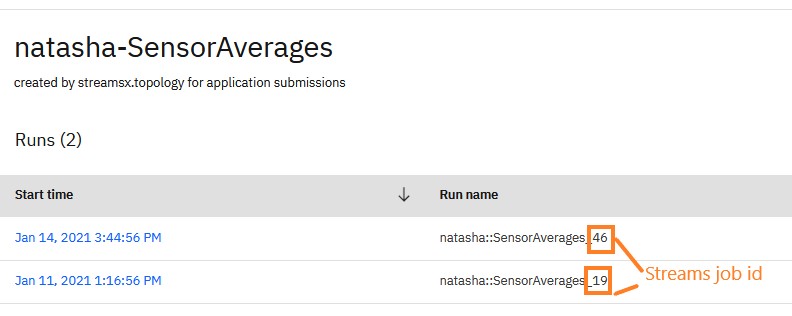 natasha-SensorAverages
created by streamsx.topology for application submissions
Runs (2)
Start time ↓ Run name
Jan 14, 2021 3:44:56 PM natasha::SensorAverages_46
Jan 11, 2021 1:16:56 PM natasha::SensorAverages_19
Streams job id